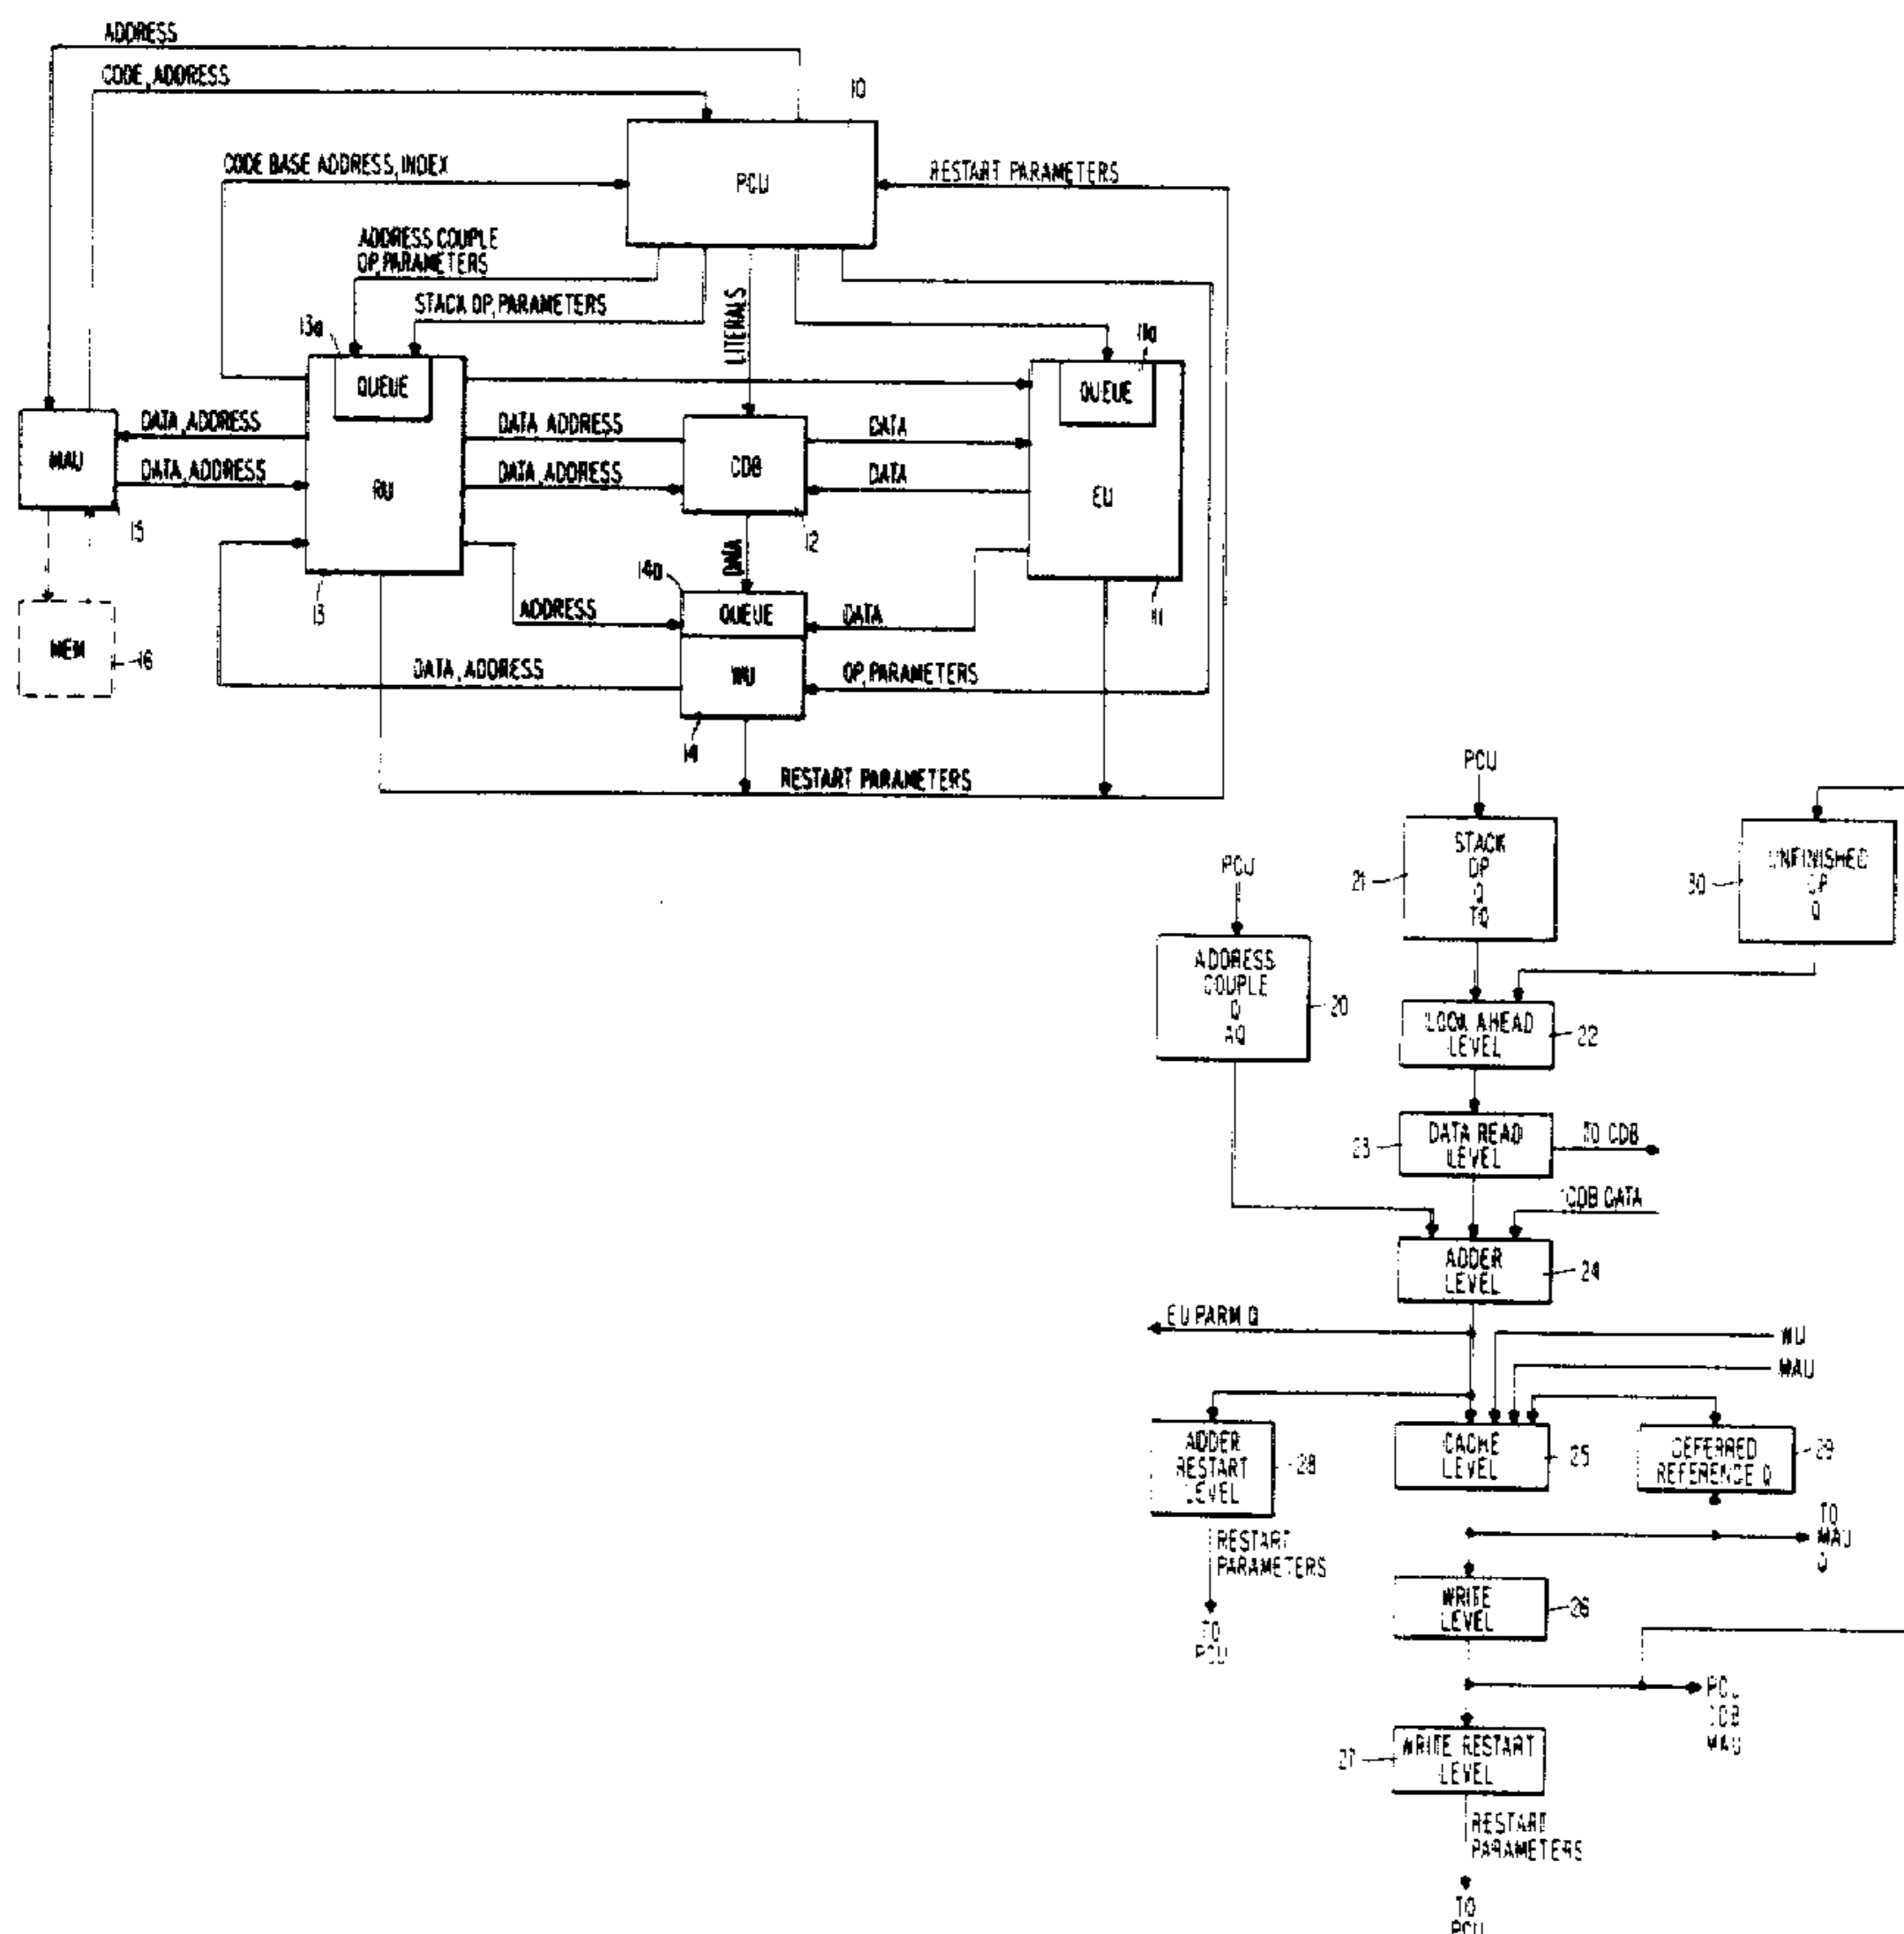 ADDRESS
CODE, ADDRESS
10
CODE BASE ADDRESS, INDEX
PCU
RESTART PARAMETERS
ADDRESS COUPLE
OP, PARAMETERS
STACK OP, PARAMETERS
LITERALS
13a
QUEUE
11a
QUEUE
MAU
DATA, ADDRESS
DATA, ADDRESS
15
RU
13
DATA ADDRESS
DATA, ADDRESS
CDB
12
DATA
DATA
EU
11
DATA
14a
QUEUE
ADDRESS
DATA
WU
14
DATA, ADDRESS
OP, PARAMETERS
MEM
16
RESTART PARAMETERS
PCU
STACK
OP
Q
TQ
21
UNFINISHED
OP
Q
30
PCU
ADDRESS
COUPLE
Q
AQ
20
LOOK AHEAD
LEVEL
22
DATA READ
LEVEL
23
TO CDB
CDB DATA
ADDER
LEVEL
24
EU PARM Q
WU
MAU
ADDER
RESTART
LEVEL
28
CACHE
LEVEL
25
DEFERRED
REFERENCE Q
29
RESTART
PARAMETERS
TO
PCU
TO
MAU
Q
WRITE
LEVEL
26
CDB
MAU
WRITE RESTART
LEVEL
27
RESTART
PARAMETERS
TO
PCU